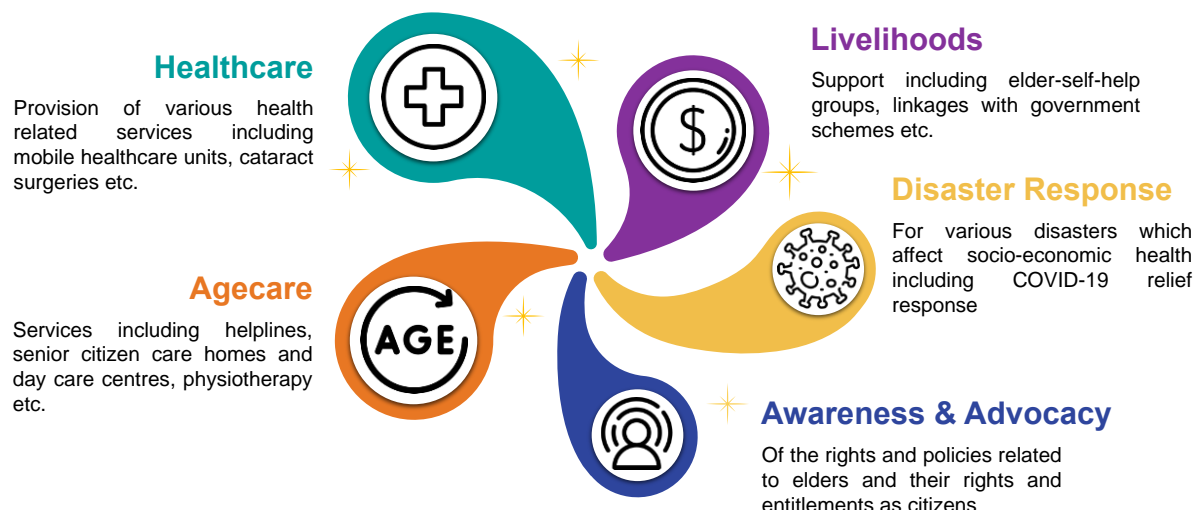 Healthcare
Provision of various health
related services including
mobile healthcare units, cataract
surgeries etc.
Livelihoods
Support including elder-self-help
groups, linkages with government
schemes etc.
$
Disaster Response
For various disasters which
affect socio-economic health
including COVID-19 relief
response
Agecare
Services including helplines,
senior citizen care homes and
day care centres, physiotherapy
etc.
AGE
Awareness & Advocacy
Of the rights and policies related
to elders and their rights and
entitlements as citizens